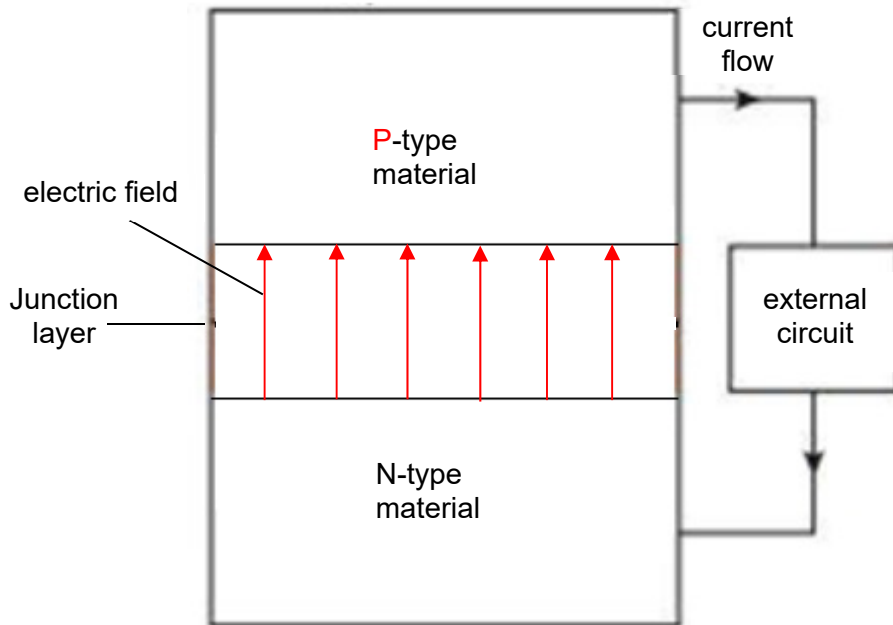 current
flow
P-type
material
electric field
Junction
layer
external
circuit
N-type
material